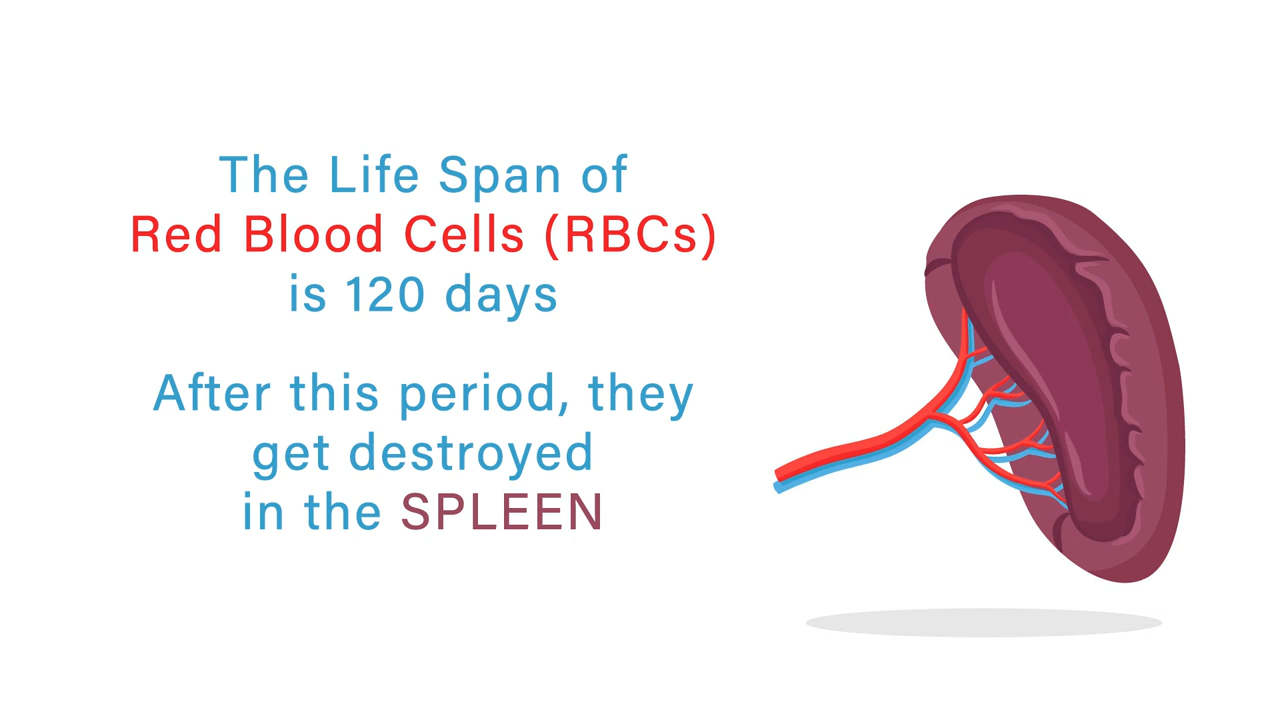 The Life Span of
Red Blood Cells (RBCs)
is 120 days
After this period, they
get destroyed
in the SPLEEN